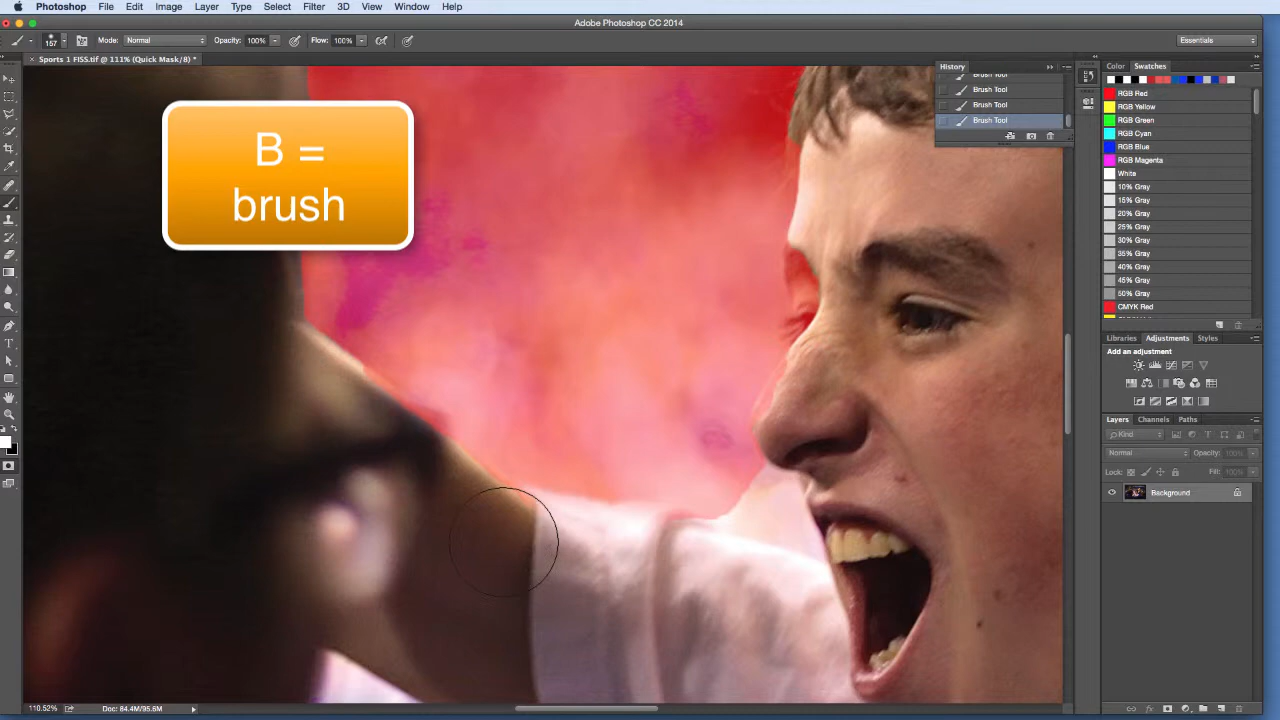 Photoshop File Edit Image Layer Type Select Filter 3D View Window Help
Adobe Photoshop CC 2014
157 Mode: Normal Opacity: 100% Flow: 100% Essentials
Sports 1 FISS.tif @ 111% (Quick Mask/8) *
B =
brush
History
Brush Tool
Brush Tool
Brush Tool
Brush Tool
Color Swatches
RGB Red
RGB Yellow
RGB Green
RGB Cyan
RGB Blue
RGB Magenta
White
10% Gray
15% Gray
20% Gray
25% Gray
30% Gray
35% Gray
40% Gray
45% Gray
50% Gray
CMYK Red
Libraries Adjustments Styles
Add an adjustment
Layers Channels Paths
Kind
Normal Opacity: 100%
Lock: Fill: 100%
Background
110.52% Doc: 84.4M/95.6M